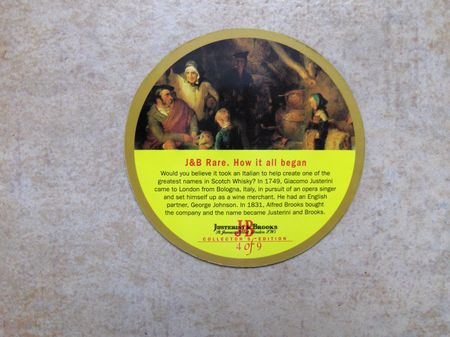 J&B Rare. How it all began
Would you believe it took an Italian to help create one of the
greatest names in Scotch Whisky? In 1749, Giacomo Justerini
came to London from Bologna, Italy, in pursuit of an opera singer
and set himself up as a wine merchant. He had an English
partner, George Johnson. In 1831, Alfred Brooks bought
the company and the name became Justerini and Brooks.
JUSTERINI & BROOKS
J&B
COLLECTOR'S EDITION
4 of 9